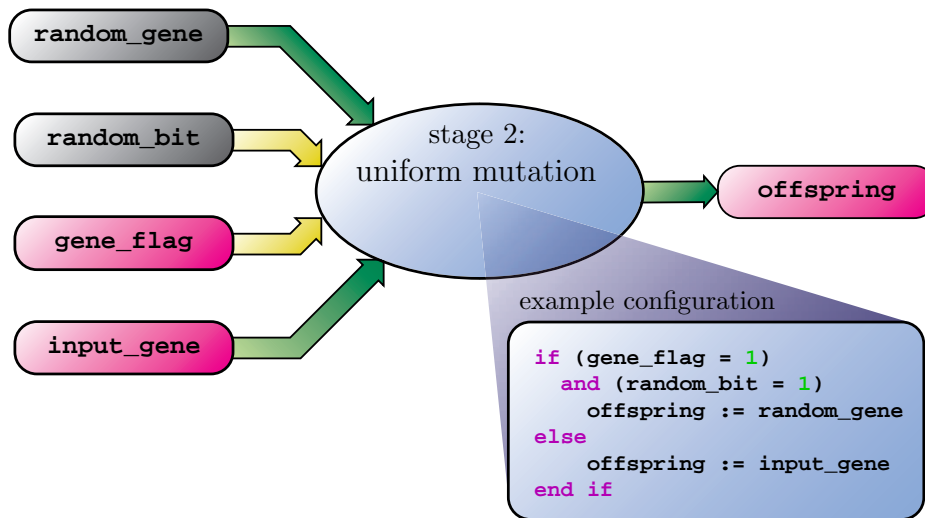 random_gene
random_bit
gene_flag
input_gene
stage 2:
uniform mutation
offspring
example configuration
if (gene_flag = 1)
and (random_bit = 1)
offspring := random_gene
else
offspring := input_gene
end if